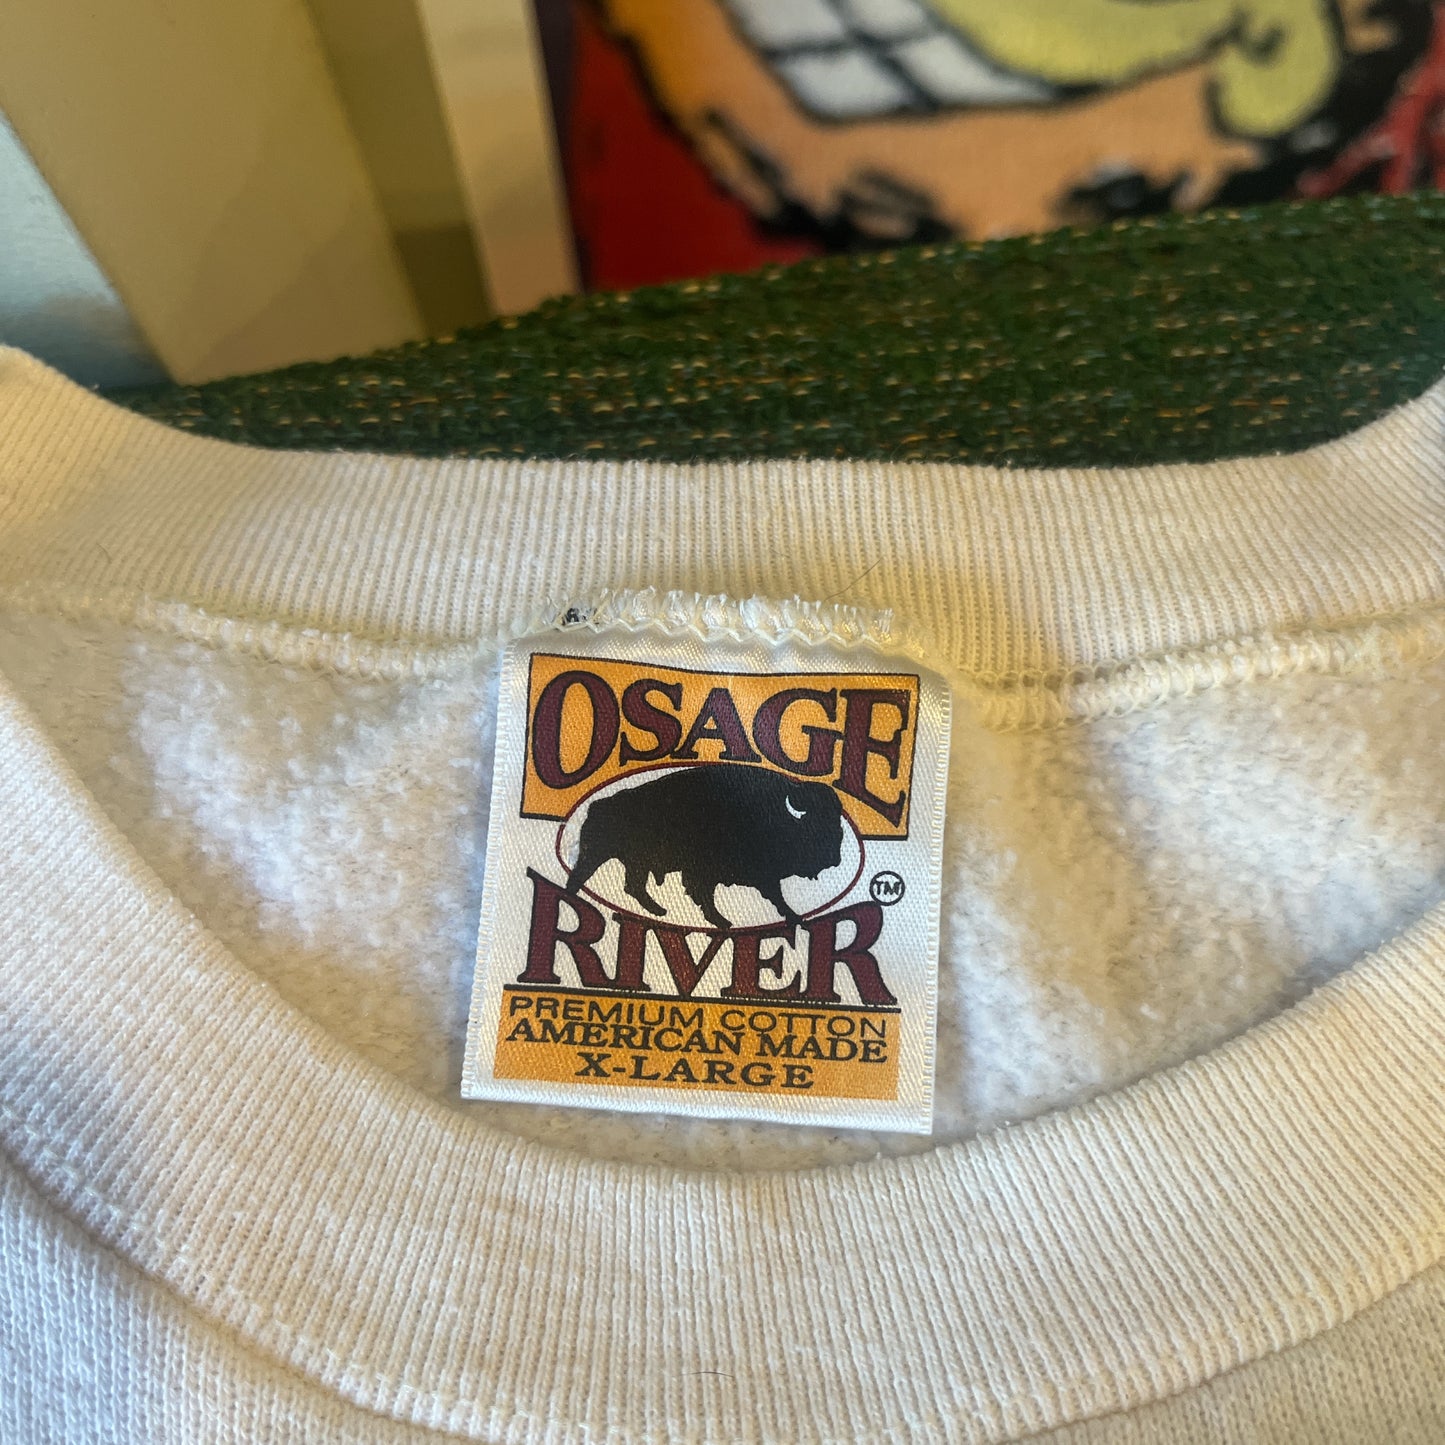 OSAGE
RIVER
TM
PREMIUM COTTON
AMERICAN MADE
X-LARGE